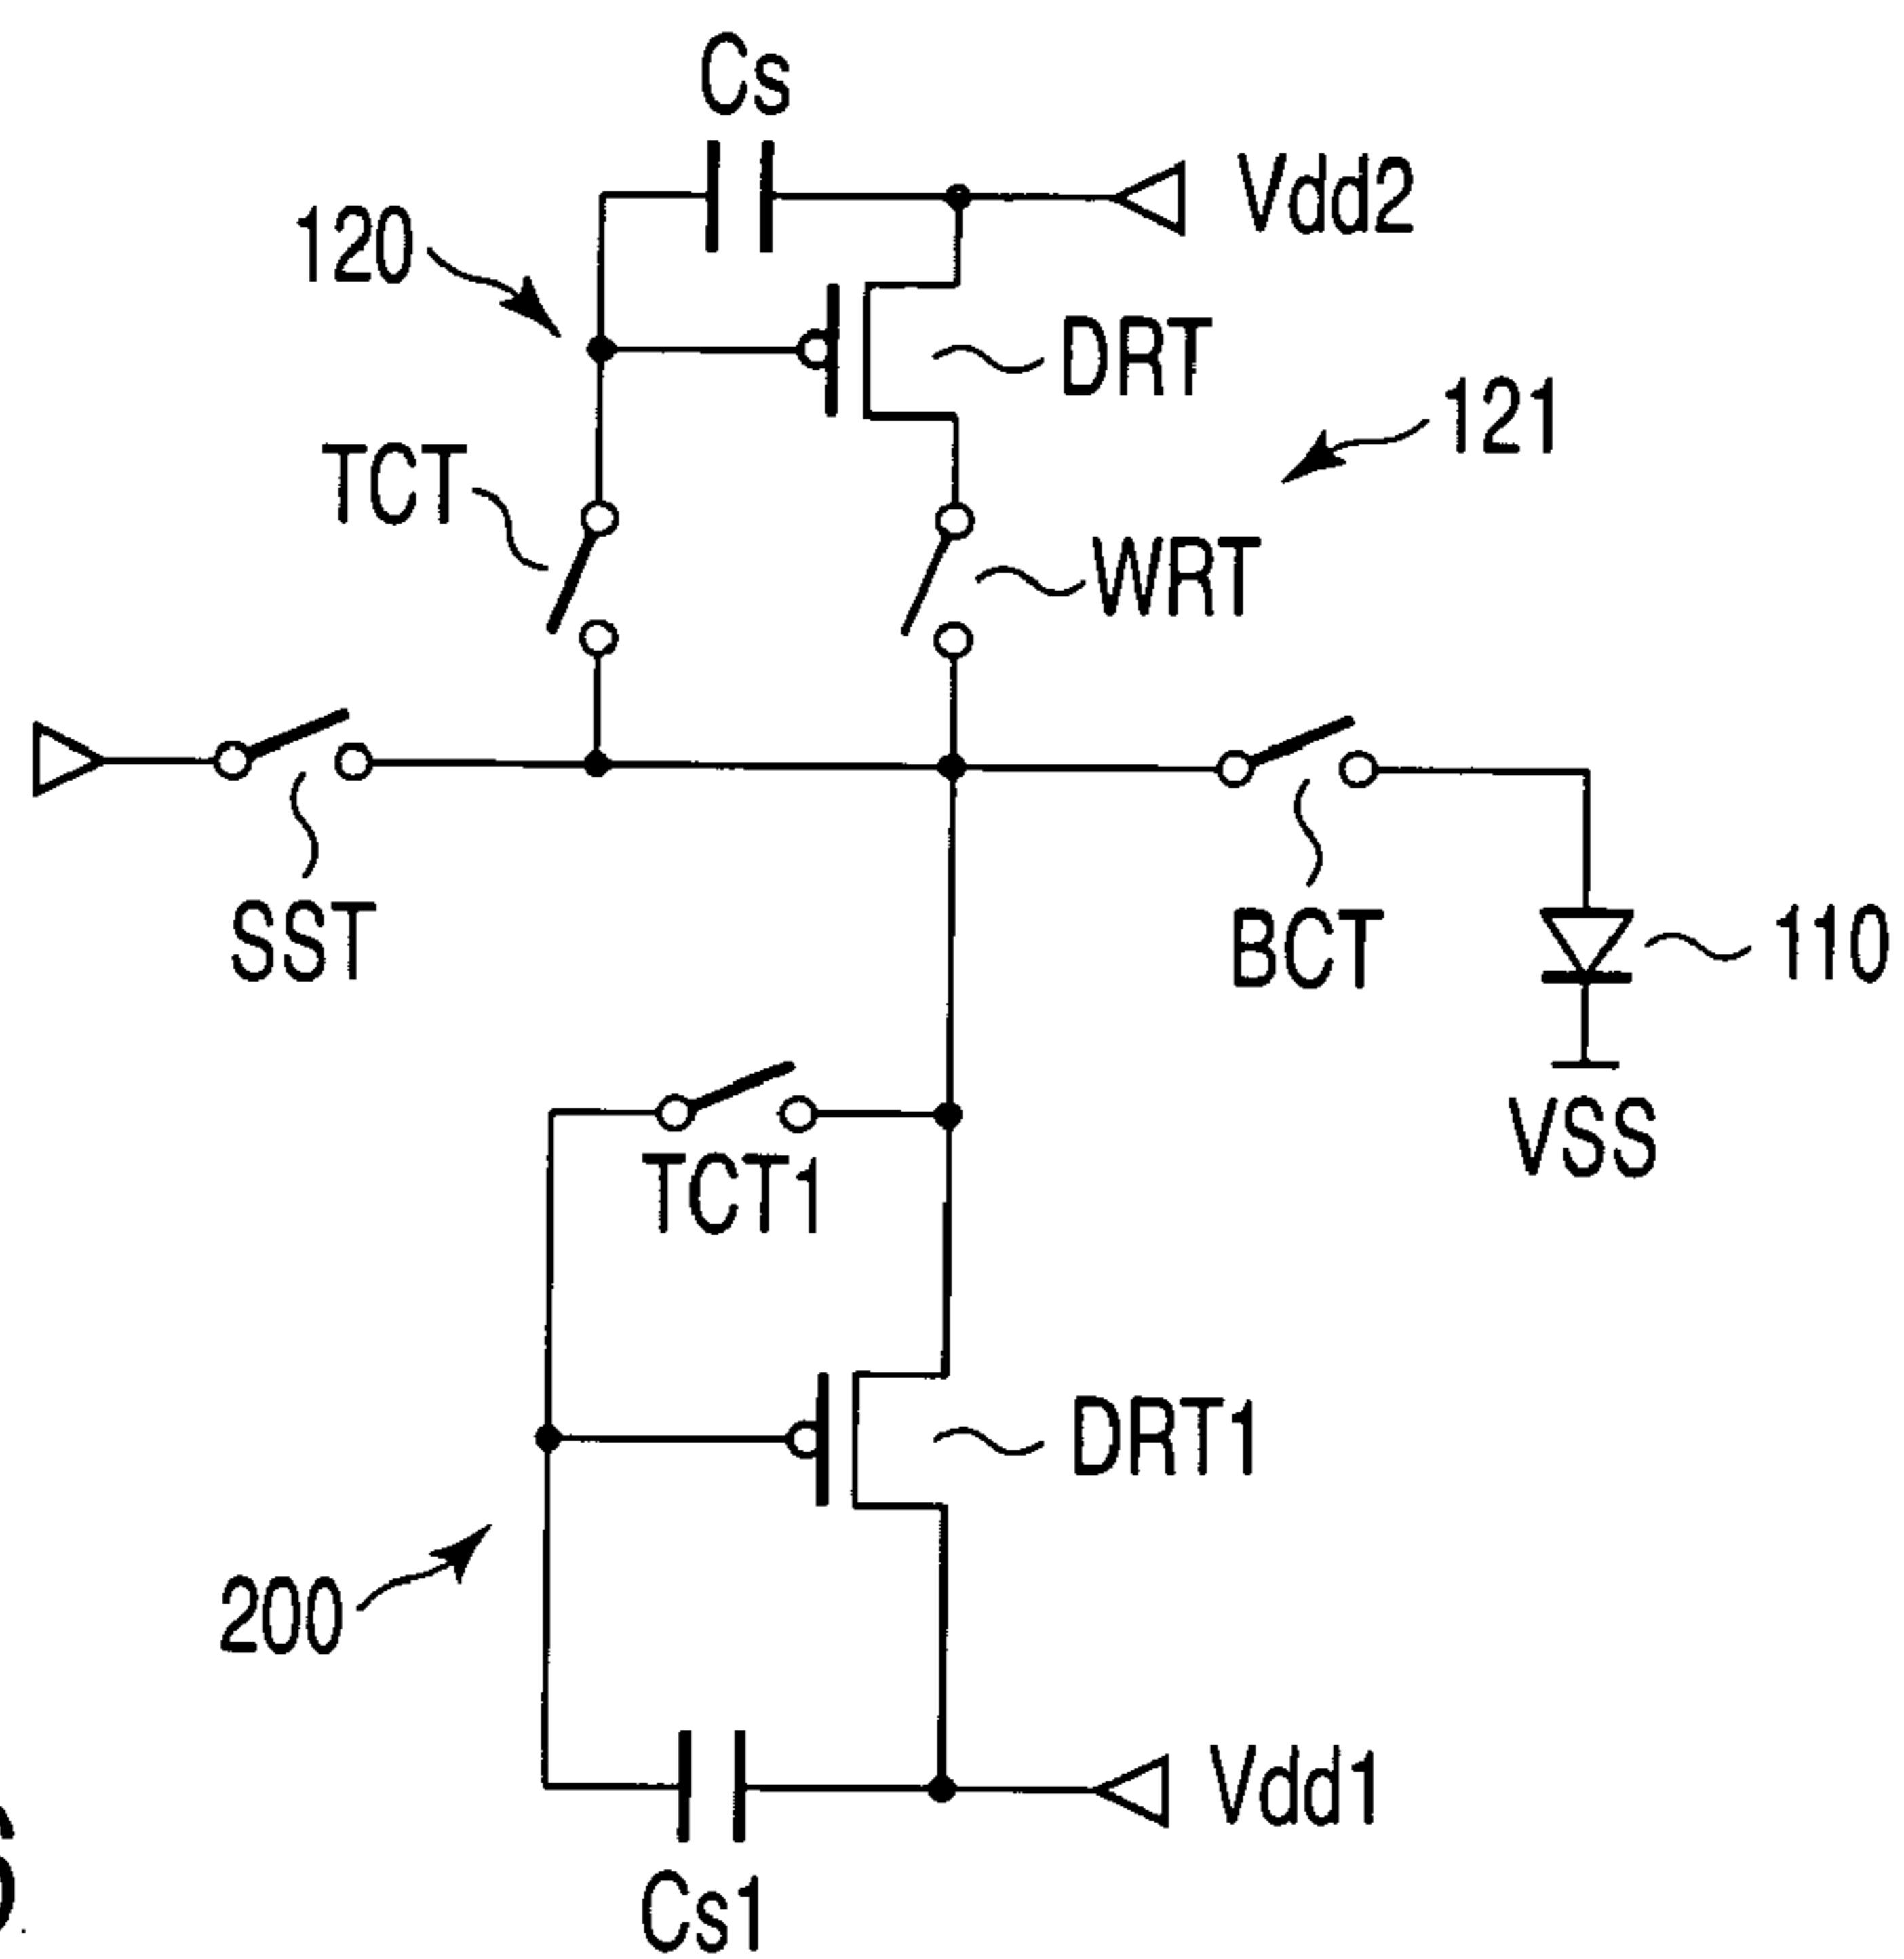 Cs
Vdd2
120
DRT
121
TCT
WRT
SST
BCT
110
VSS
TCT1
DRT1
200
Vdd1
Cs1